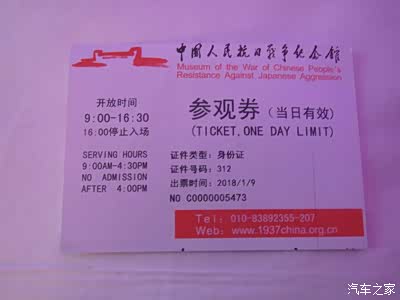 中国人民抗日战争纪念馆
Museum of the War of Chinese People's
Resistance Against Japanese Aggression
开放时间
9:00-16:30
16:00停止入场
SERVING HOURS
9:00AM-4:30PM
NO ADMISSION
AFTER 4:00PM
参观券（当日有效）
(TICKET,ONE DAY LIMIT)
证件类型：身份证
证件号码：312
出票时间：2018/1/9
NO C0000005473
Tel: 010-83892355-207
Web: www.1937china.org.cn
汽车之家